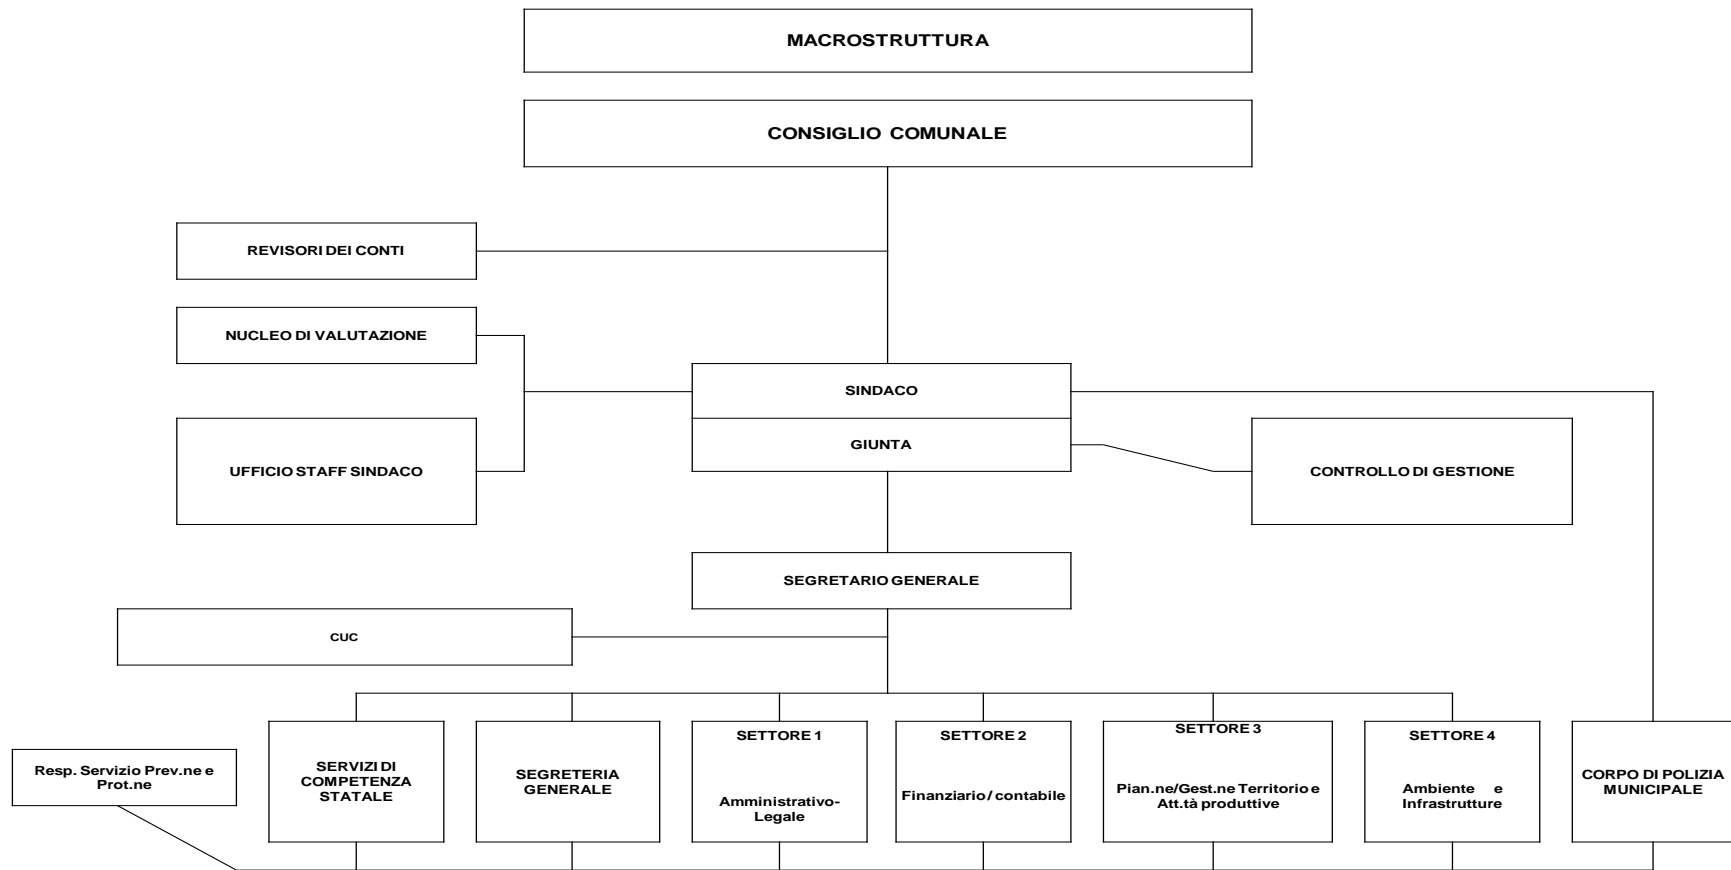 MACROSTRUTTURA
CONSIGLIO COMUNALE
REVISORI DEI CONTI
NUCLEO DI VALUTAZIONE
SINDACO
GIUNTA
UFFICIO STAFF SINDACO
CONTROLLO DI GESTIONE
SEGRETARIO GENERALE
CUC
Resp. Servizio Prev.ne e
Prot.ne
SERVIZI DI
COMPETENZA
STATALE
SEGRETERIA
GENERALE
SETTORE 1
Amministrativo-
Legale
SETTORE 2
Finanziario / contabile
SETTORE 3
Pian.ne/Gest.ne Territorio e
Att.tà produttive
SETTORE 4
Ambiente e
Infrastrutture
CORPO DI POLIZIA
MUNICIPALE